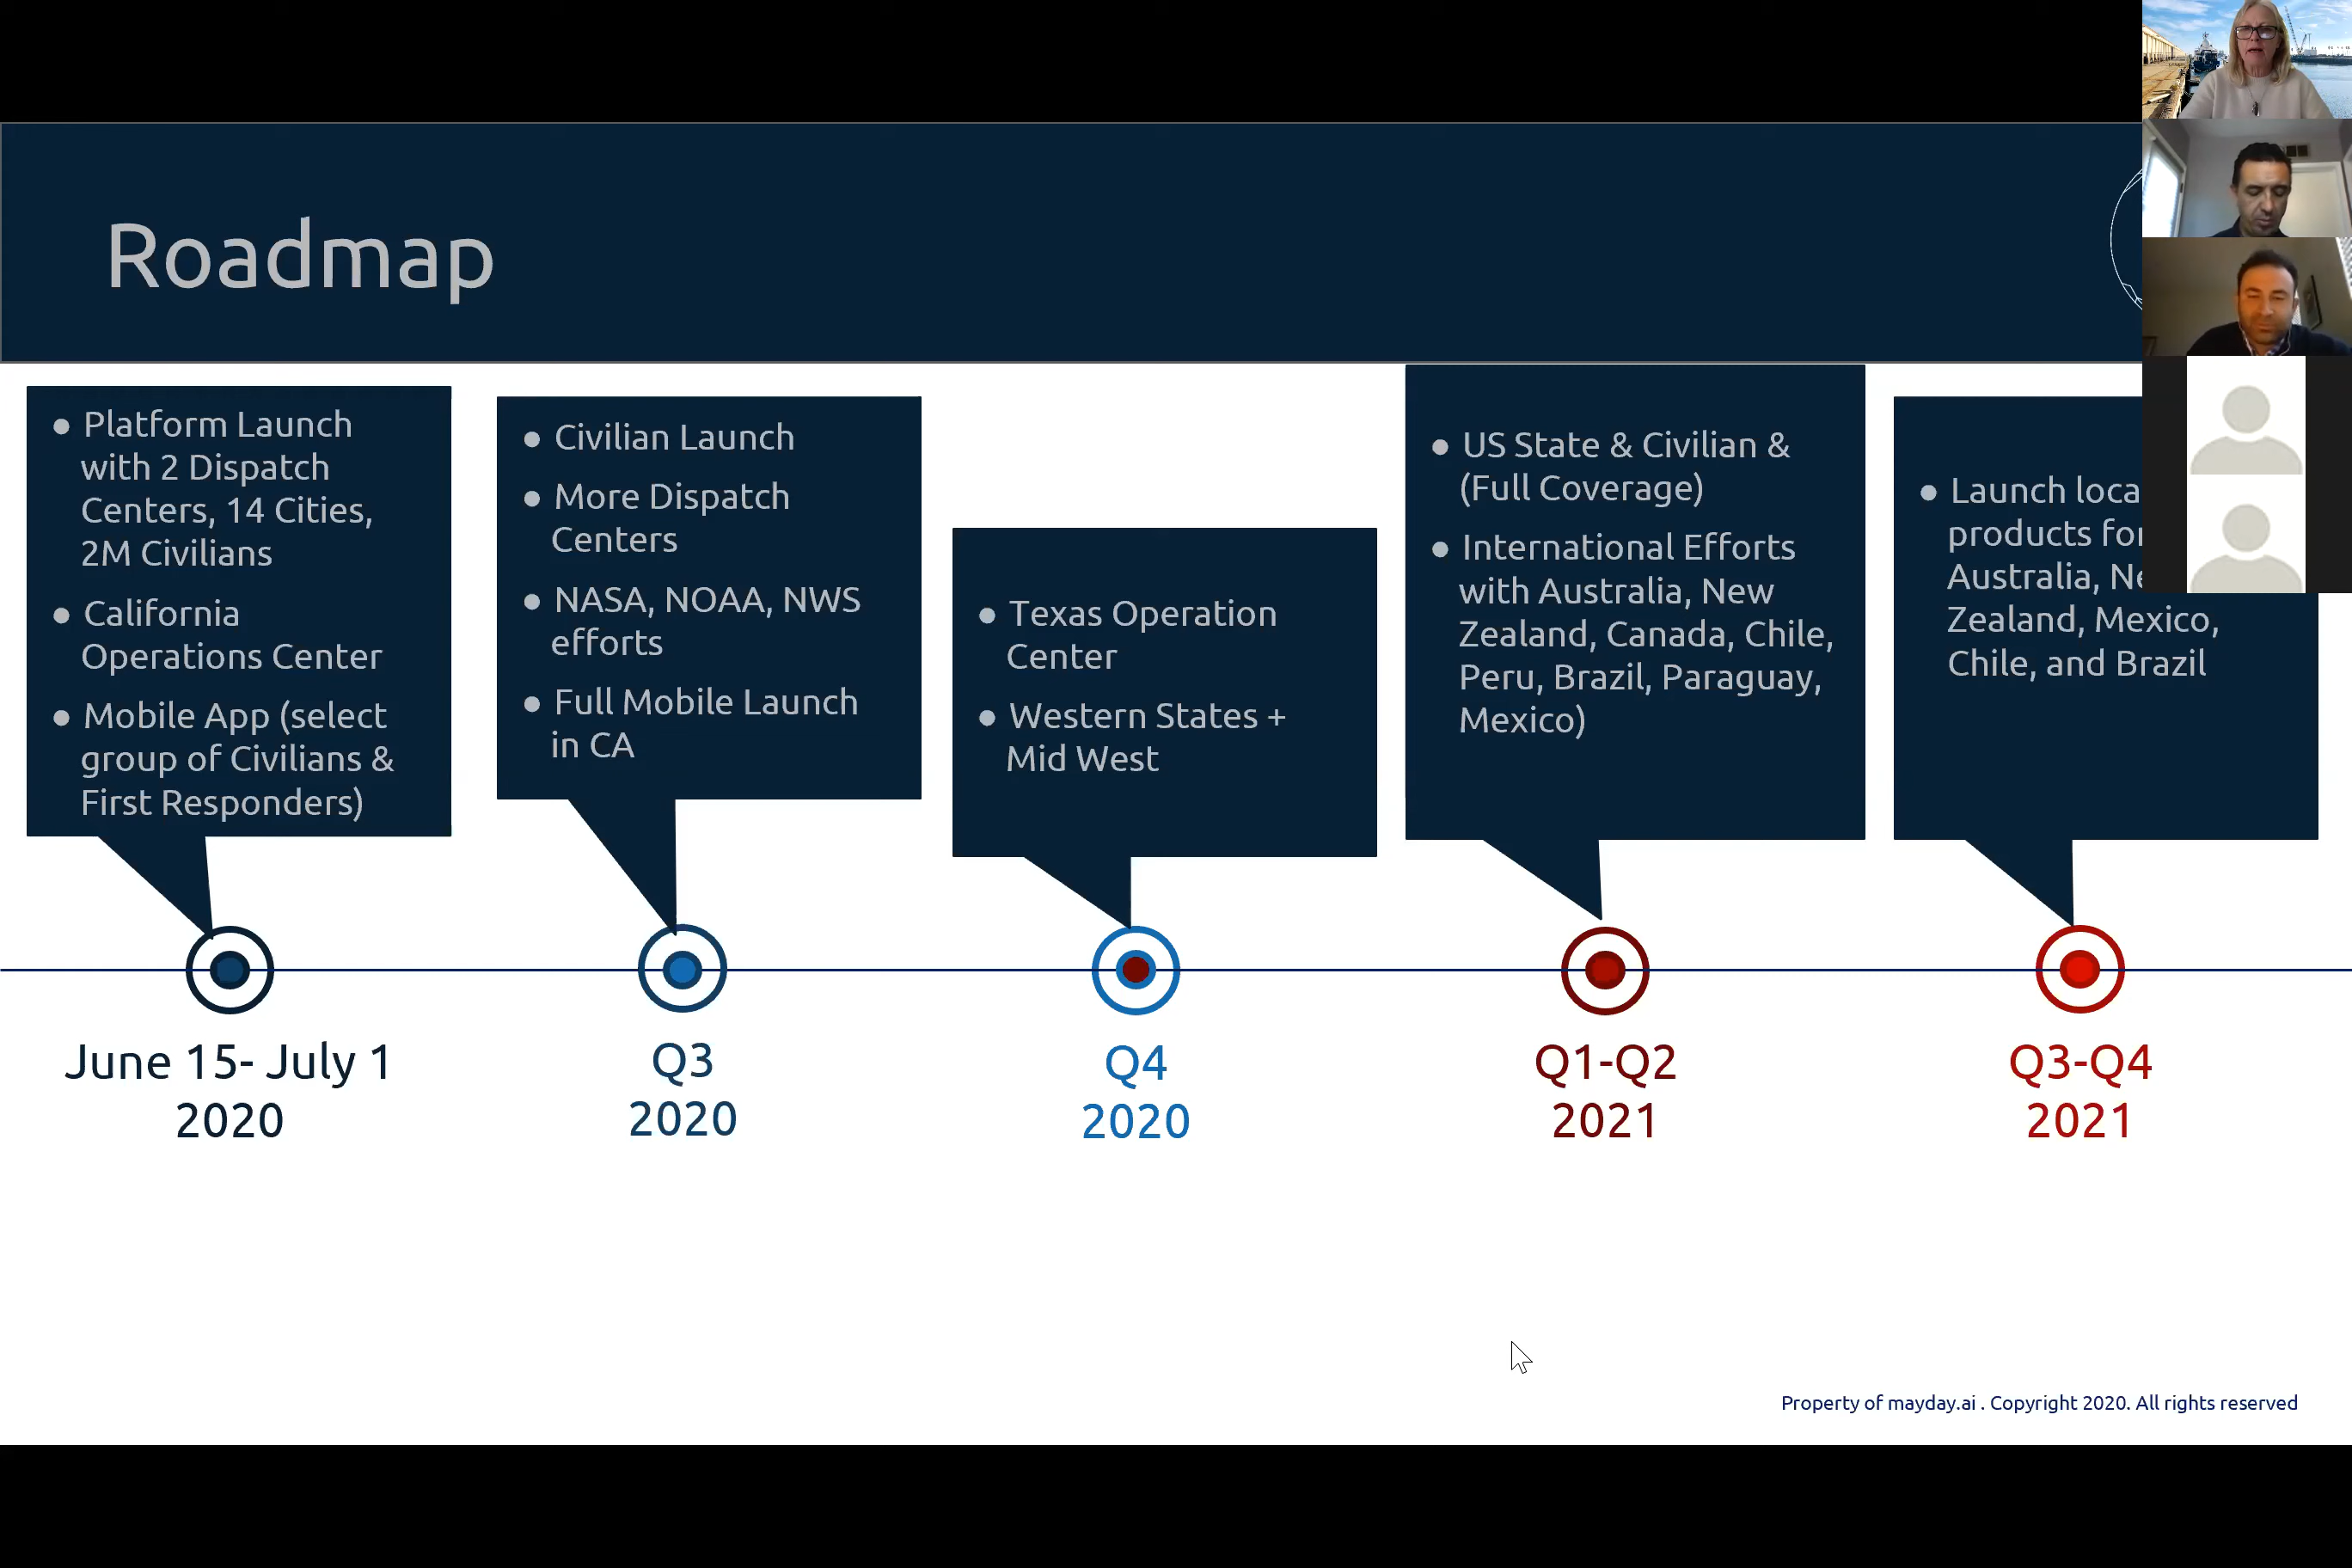 Roadmap
● Platform Launch
with 2 Dispatch
Centers, 14 Cities,
2M Civilians
● California
Operations Center
● Mobile App (select
group of Civilians &
First Responders)
● Civilian Launch
● More Dispatch
Centers
● NASA, NOAA, NWS
efforts
● Full Mobile Launch
in CA
● Texas Operation
Center
● Western States +
Mid West
● US State & Civilian &
(Full Coverage)
● International Efforts
with Australia, New
Zealand, Canada, Chile,
Peru, Brazil, Paraguay,
Mexico)
● Launch
products
Australia,
Zealand, Mexico,
Chile, and Brazil
June 15- July 1
2020
Q3
2020
Q4
2020
Q1-Q2
2021
Q3-Q4
2021
Property of mayday.ai . Copyright 2020. All rights reserved